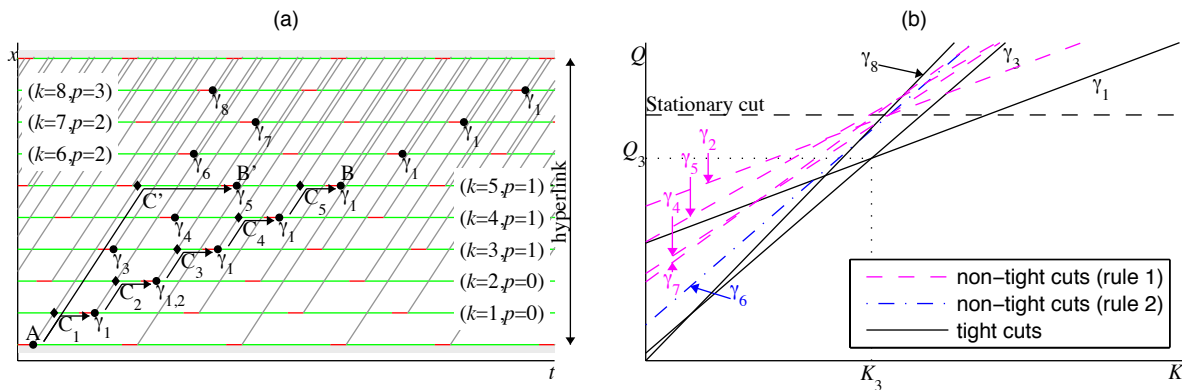 (a)
x
(k=8,p=3)
γ8
γ1
(k=7,p=2)
γ7
γ1
(k=6,p=2)
γ6
γ1
B'
B
C'
γ5
C5
γ1
(k=5,p=1)
γ4
C4
γ1
(k=4,p=1)
γ3
C3
γ1
(k=3,p=1)
C2
γ1,2
(k=2,p=0)
C1
γ1
(k=1,p=0)
A
t
hyperlink
(b)
Q
γ8
γ3
γ1
Stationary cut
Q3
γ2
γ5
γ4
γ7
γ6
non−tight cuts (rule 1)
non−tight cuts (rule 2)
tight cuts
K3
K